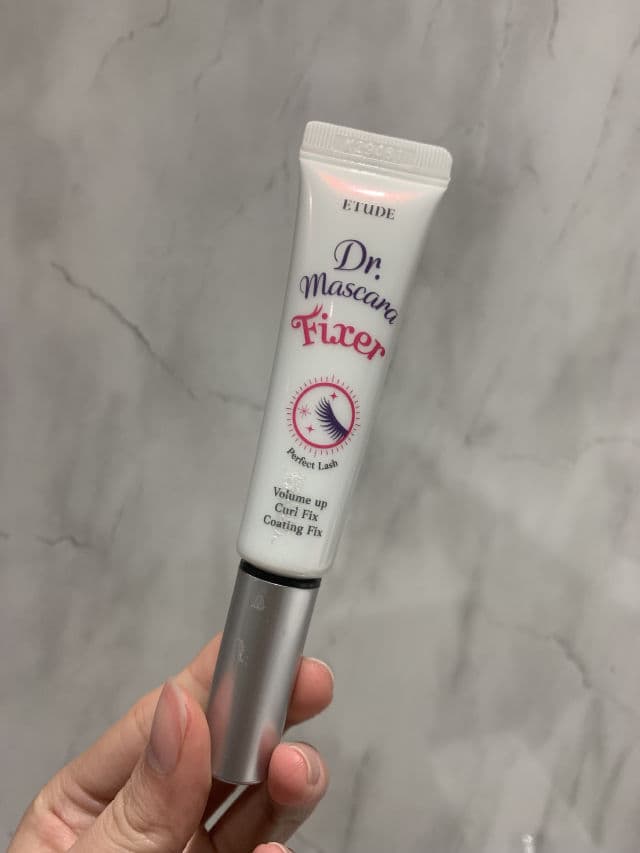 ETUDE
Dr.
Mascara
Fixer
Perfect Lash
Volume up
Curl Fix
Coating Fix